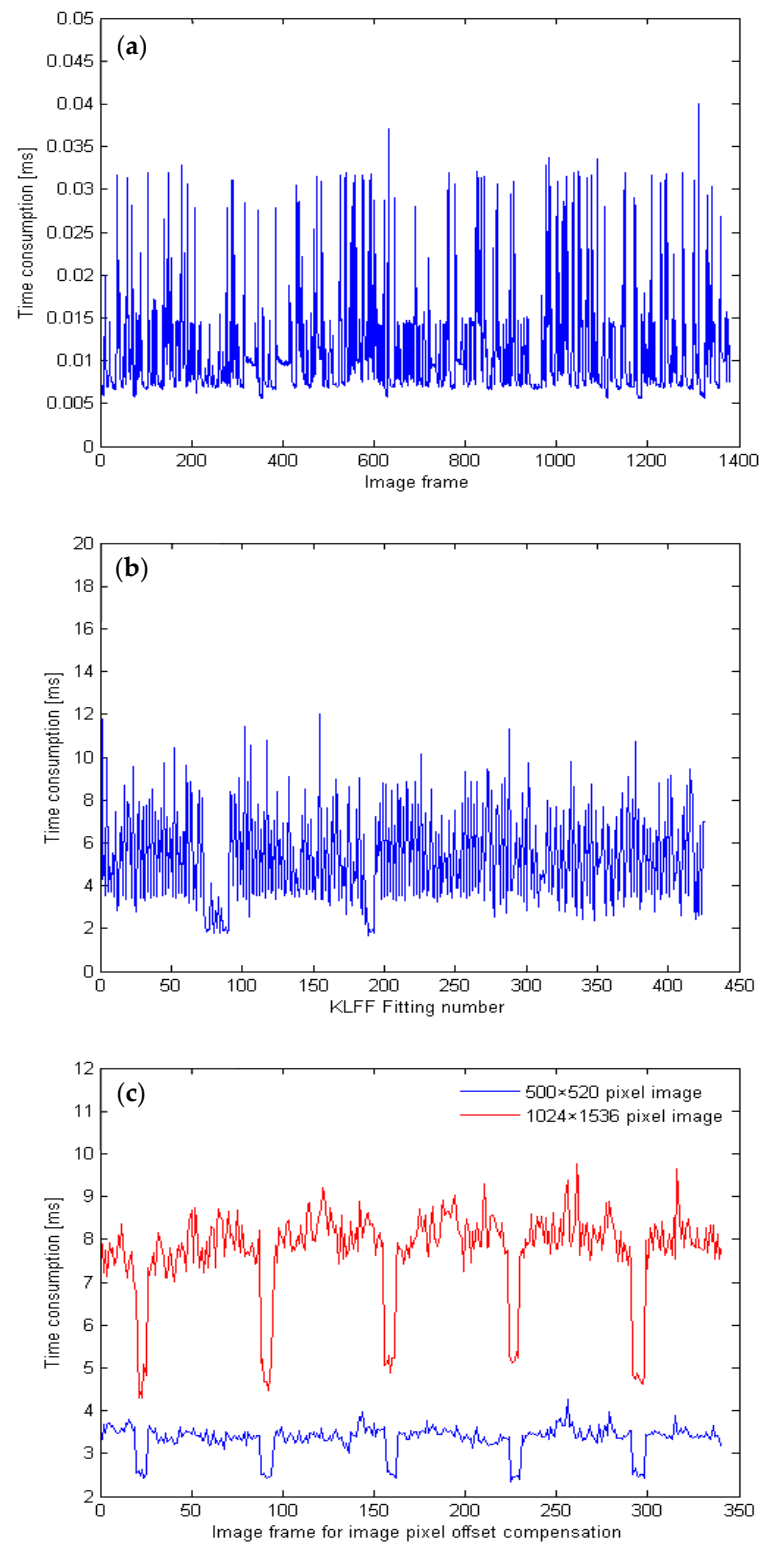 (a)
0.05
0.045
0.04
0.035
0.03
0.025
0.02
0.015
0.01
0.005
0
Time consumption [ms]
0 200 400 600 800 1000 1200 1400
Image frame
(b)
20
18
16
14
12
10
8
6
4
2
0
Time consumption [ms]
0 50 100 150 200 250 300 350 400 450
KLFF Fitting number
(c)
500×520 pixel image
1024×1536 pixel image
12
11
10
9
8
7
6
5
4
3
2
Time consumption [ms]
0 50 100 150 200 250 300 350
Image frame for image pixel offset compensation